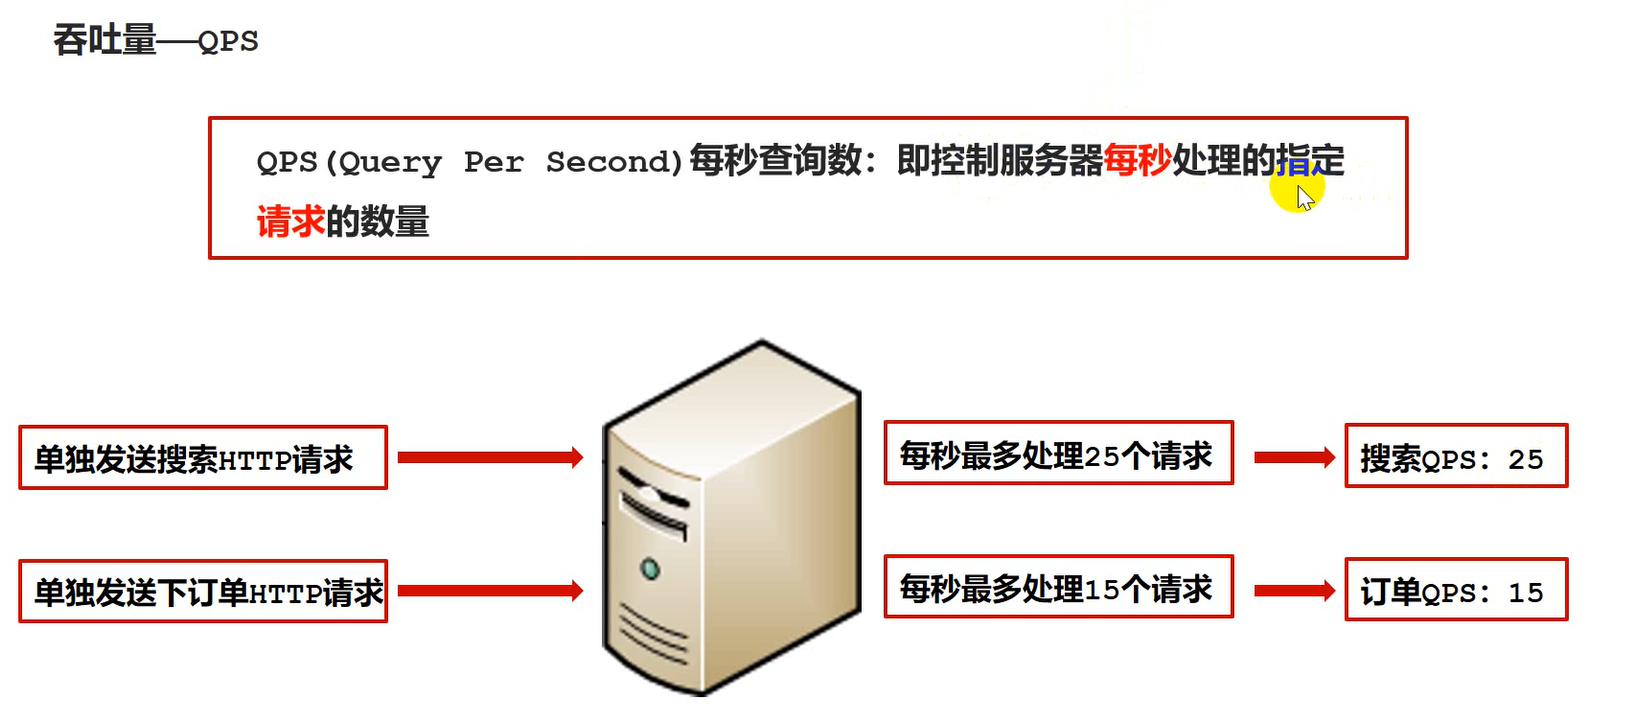 吞吐量——QPS
QPS(Query Per Second)每秒查询数：即控制服务器每秒处理的指定
请求的数量
单独发送搜索HTTP请求
每秒最多处理25个请求
搜索QPS：25
单独发送下订单HTTP请求
每秒最多处理15个请求
订单QPS：15